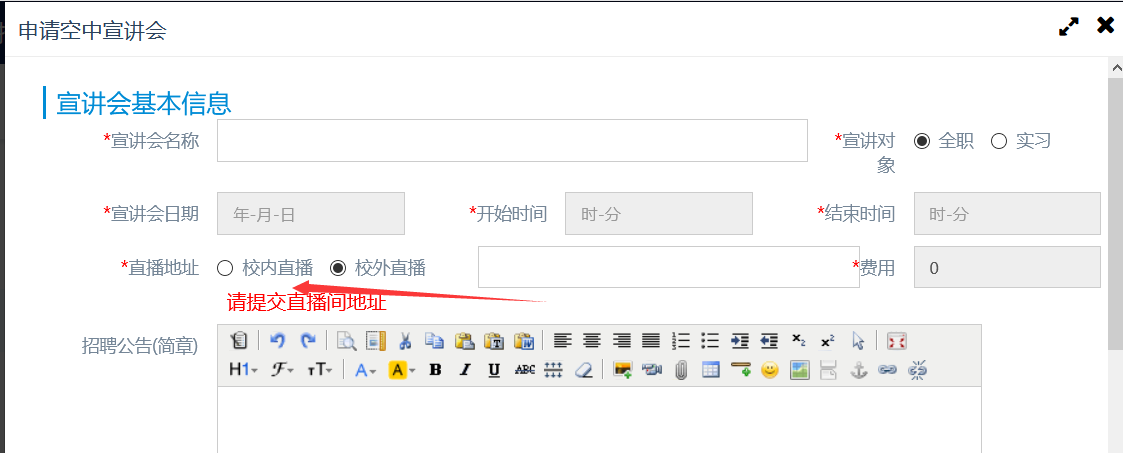 申请空中宣讲会
宣讲会基本信息
*宣讲会名称
*宣讲对象
全职
实习
*宣讲会日期
年-月-日
*开始时间
时-分
*结束时间
时-分
*直播地址
校内直播
校外直播
*费用
0
请提交直播间地址
招聘公告(简章)
H1